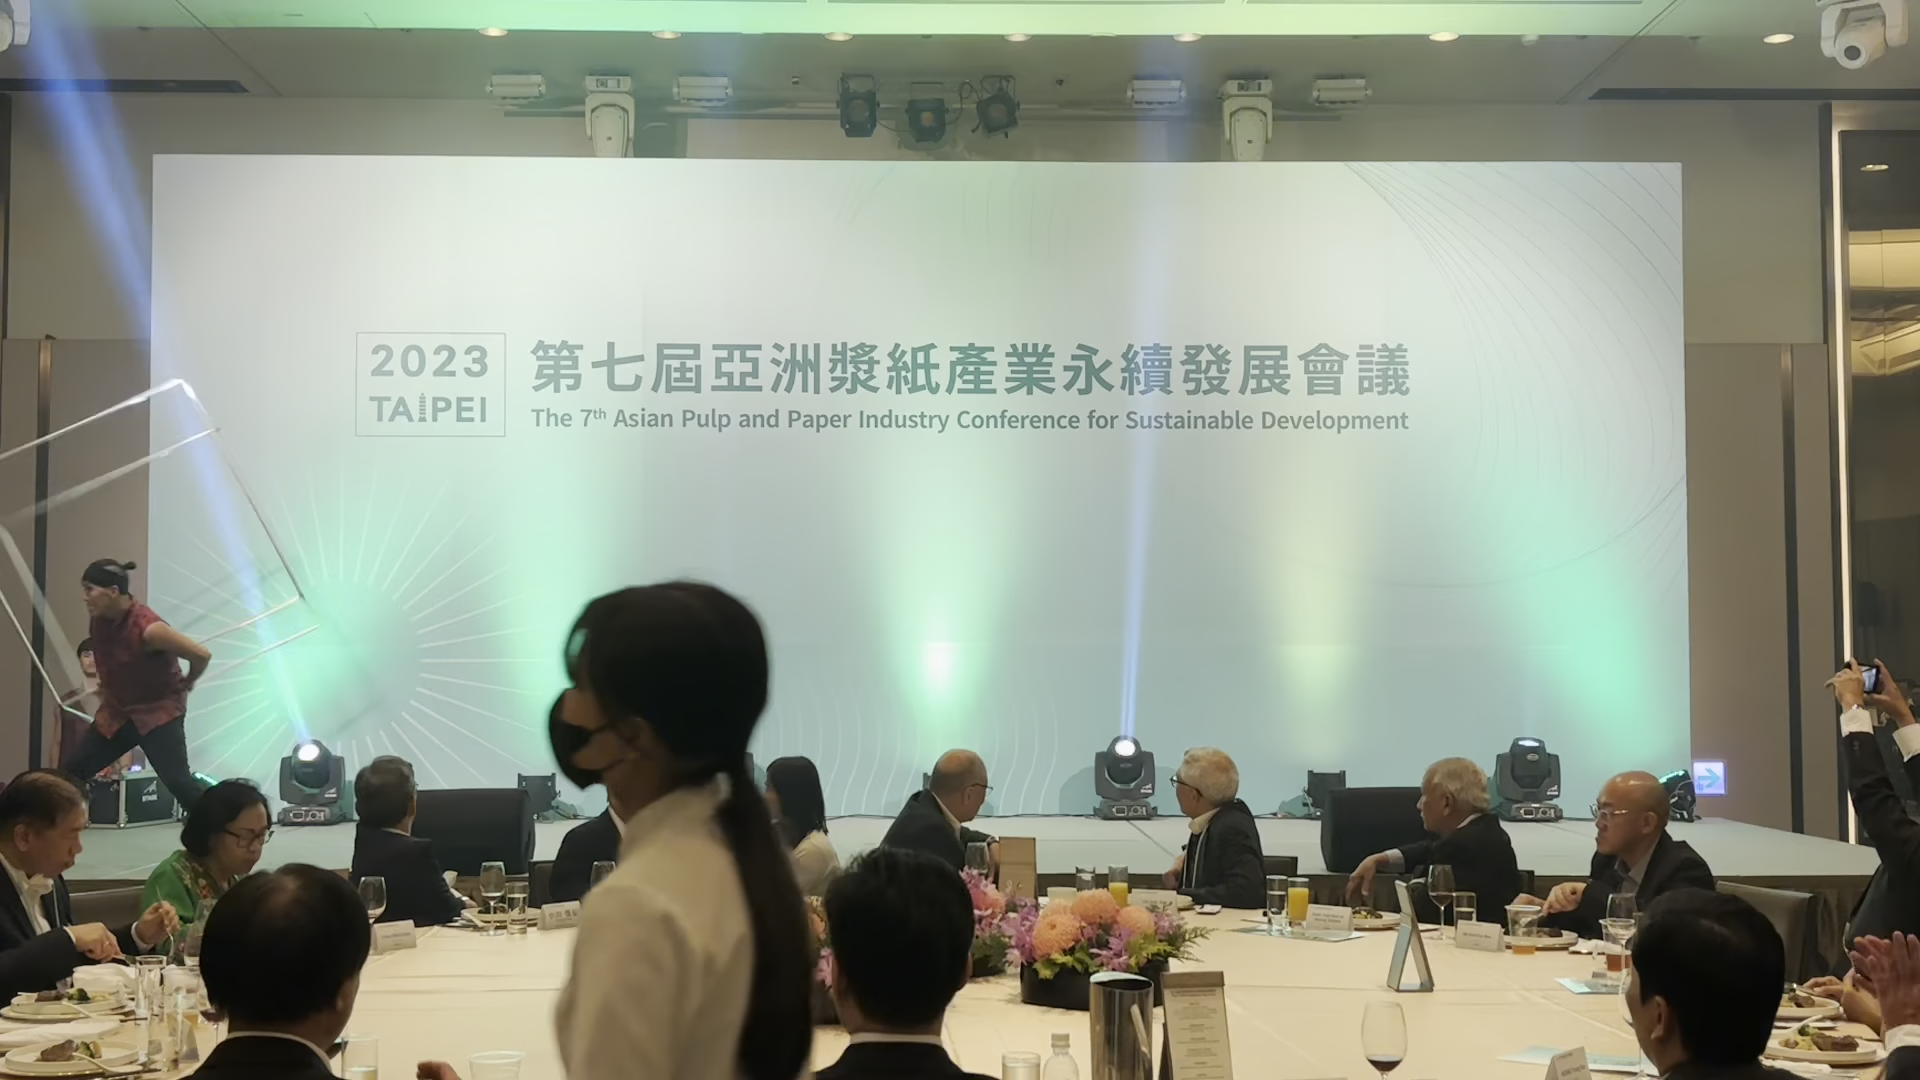 2023
TAIPEI
第七屆亞洲漿紙產業永續發展會議
The 7th Asian Pulp and Paper Industry Conference for Sustainable Development